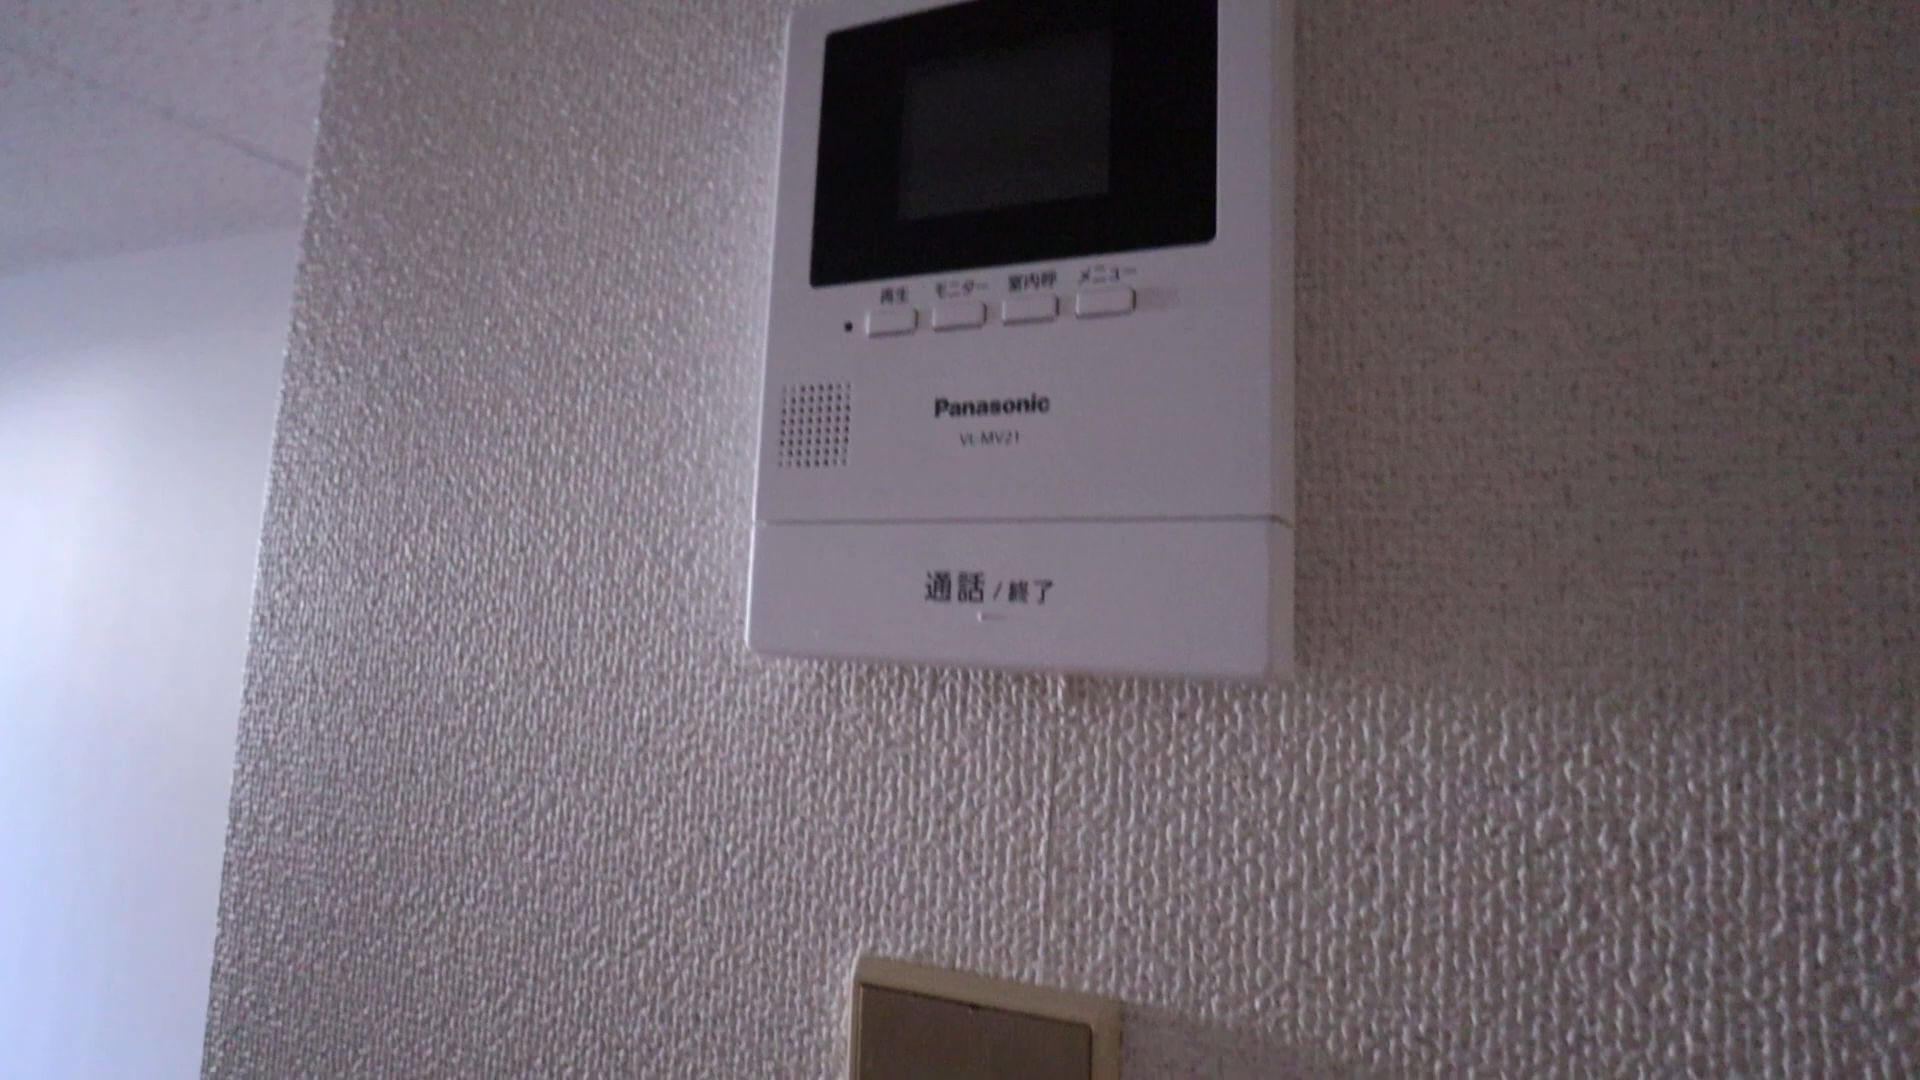 再生 モニター 室内呼 メニュー
Panasonic
VL-MV21
通話 / 終了